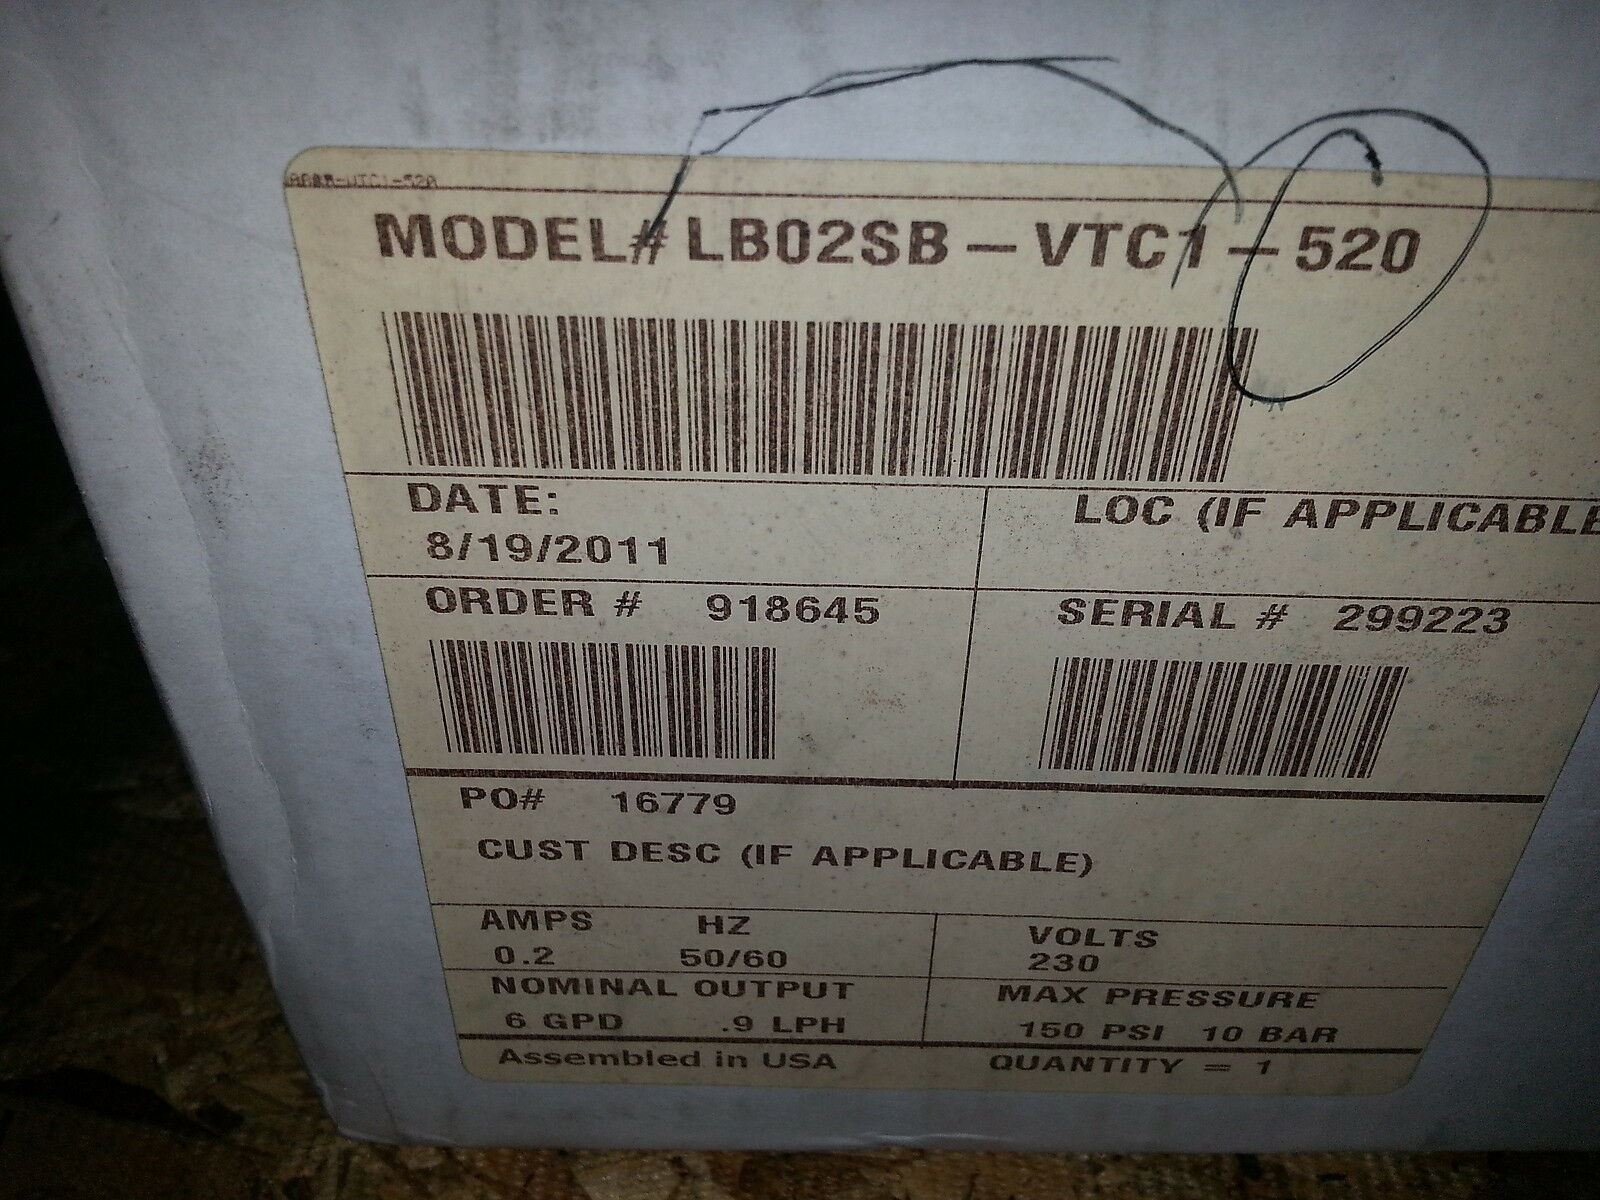 MODEL# LB02SB – VTC1 – 520
DATE:
8/19/2011
LOC (IF APPLICABLE
ORDER # 918645
SERIAL # 299223
PO# 16779
CUST DESC (IF APPLICABLE)
AMPS HZ
0.2 50/60
VOLTS
230
NOMINAL OUTPUT
6 GPD .9 LPH
MAX PRESSURE
150 PSI 10 BAR
Assembled in USA
QUANTITY = 1